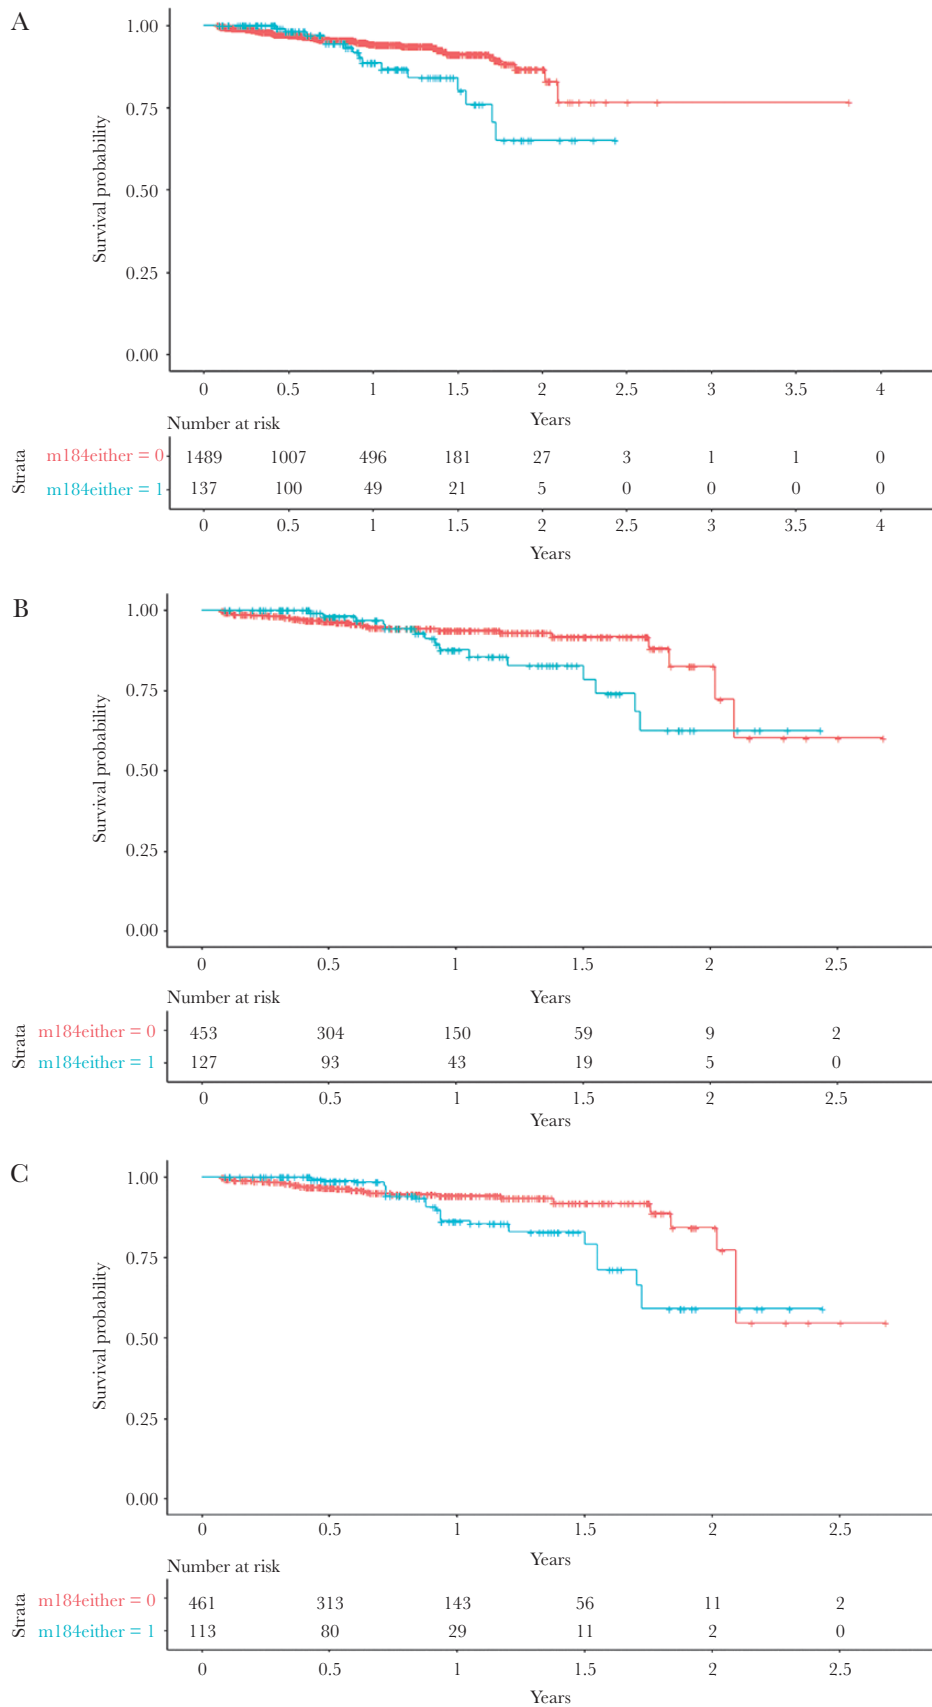 A
1.00
0.75
0.50
0.25
0.00
Survival probability
0 0.5 1 1.5 2 2.5 3 3.5 4
Years
Number at risk
Strata
m184either = 0 1489 1007 496 181 27 3 1 1 0
m184either = 1 137 100 49 21 5 0 0 0 0
0 0.5 1 1.5 2 2.5 3 3.5 4
Years
B
1.00
0.75
0.50
0.25
0.00
Survival probability
0 0.5 1 1.5 2 2.5
Number at risk Years
Strata
m184either = 0 453 304 150 59 9 2
m184either = 1 127 93 43 19 5 0
0 0.5 1 1.5 2 2.5
Years
C
1.00
0.75
0.50
0.25
0.00
Survival probability
0 0.5 1 1.5 2 2.5
Years
Number at risk
Strata
m184either = 0 461 313 143 56 11 2
m184either = 1 113 80 29 11 2 0
0 0.5 1 1.5 2 2.5
Years